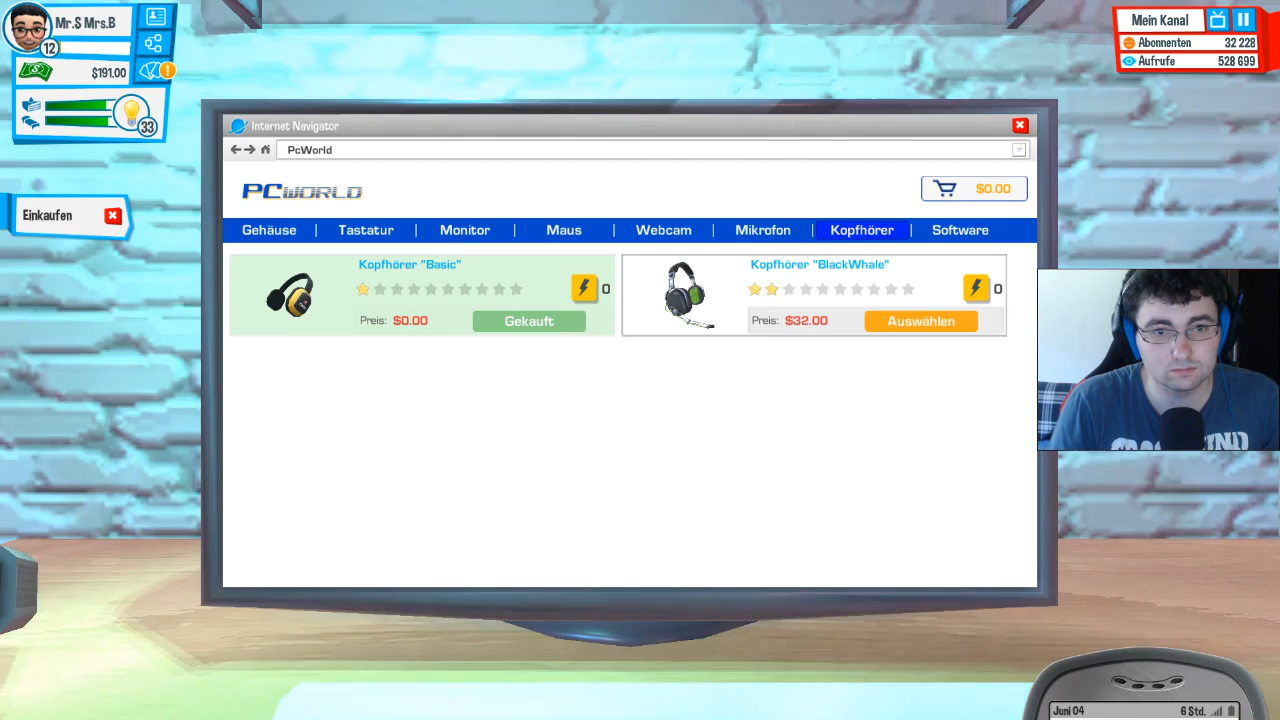 Mr.S Mrs.B
12
$191.00
!
33
Mein Kanal
Abonnenten 32 228
Aufrufe 528 699
Einkaufen
Internet Navigator
PcWorld
PCWORLD
$0.00
Gehäuse | Tastatur | Monitor | Maus | Webcam | Mikrofon | Kopfhörer | Software
Kopfhörer "Basic"
0
Preis: $0.00 Gekauft
Kopfhörer "BlackWhale"
0
Preis: $32.00 Auswählen
Juni 04 6 Std.